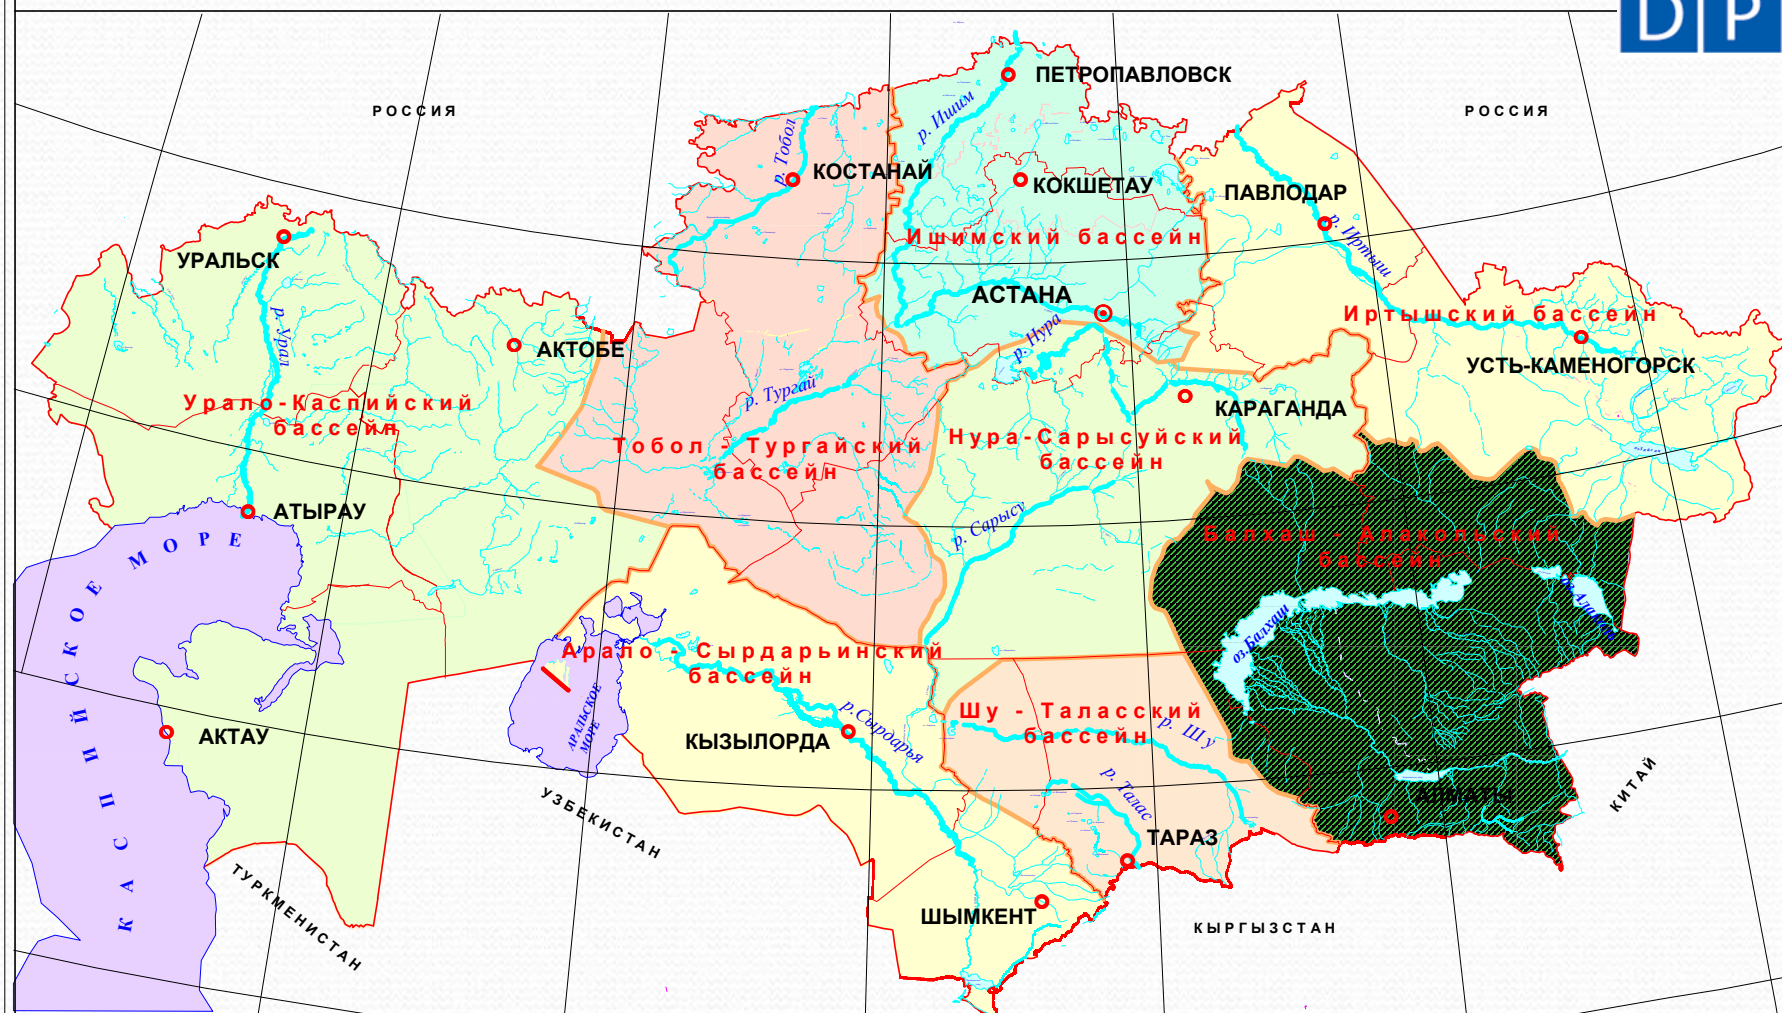 D P
РОССИЯ
РОССИЯ
ПЕТРОПАВЛОВСК
р. Ишим
р. Тобол
КОСТАНАЙ
КОКШЕТАУ
ПАВЛОДАР
р. Иртыш
Ишимский бассейн
УРАЛЬСК
АСТАНА
р. Нура
Иртышский бассейн
р. Урал
АКТОБЕ
УСТЬ-КАМЕНОГОРСК
р. Тургай
Урало-Каспийский
бассейн
КАРАГАНДА
Тобол - Тургайский
бассейн
Нура-Сарысуйский
бассейн
АТЫРАУ
р. Сарысу
Балхаш - Алакольский
бассейн
КАСПИЙСКОЕ МОРЕ
оз.Балхаш
оз.Алаколь
Арало - Сырдарьинский
бассейн
АРАЛЬСКОЕ
МОРЕ
Шу - Таласский
бассейн
р. Шу
р.Сырдарья
АКТАУ
КЫЗЫЛОРДА
р. Талас
АЛМАТЫ
КИТАЙ
УЗБЕКИСТАН
ТАРАЗ
ТУРКМЕНИСТАН
ШЫМКЕНТ
КЫРГЫЗСТАН